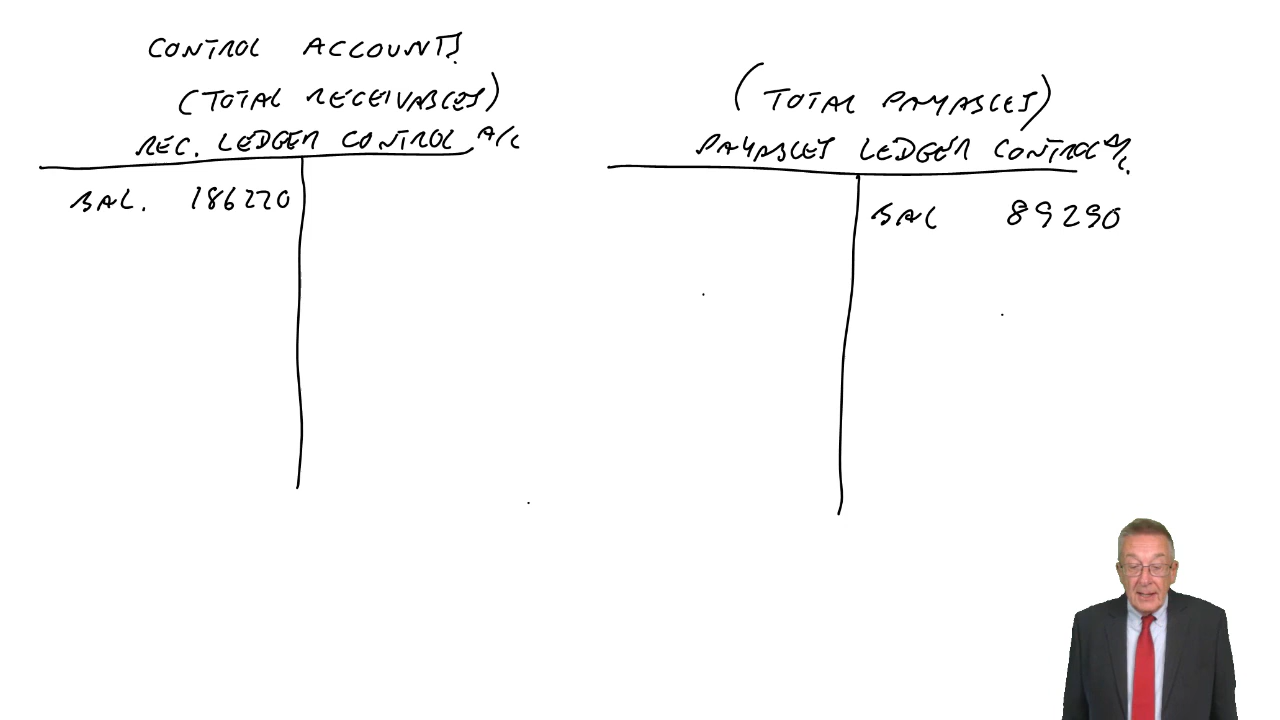 CONTROL ACCOUNTS
(TOTAL RECEIVABLES)
REC. LEDGER CONTROL A/C
BAL. 186220
(TOTAL PAYABLES)
PAYABLES LEDGER CONTROL A/C.
BAL 89290